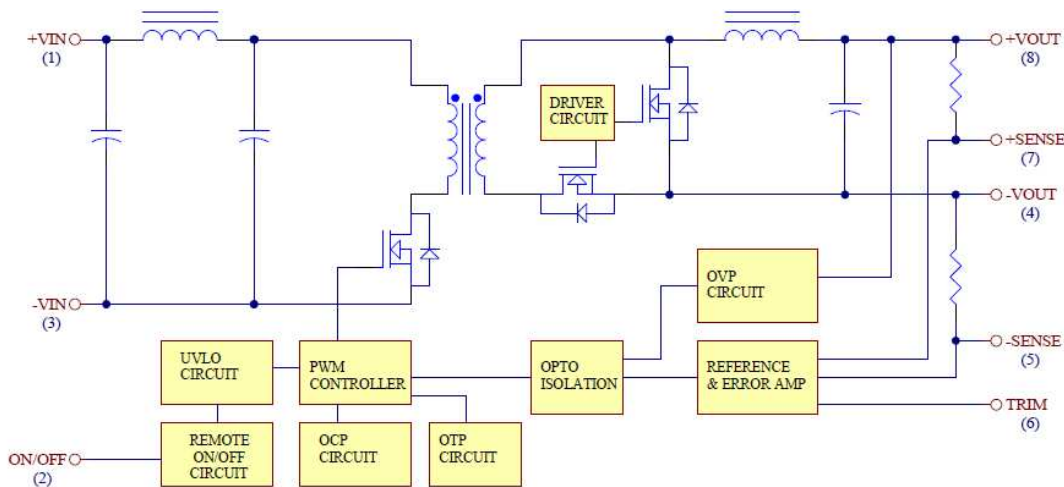 +VIN
(1)
+VOUT
(8)
DRIVER
CIRCUIT
+SENSE
(7)
-VOUT
(4)
OVP
CIRCUIT
-VIN
(3)
UVLO
CIRCUIT
PWM
CONTROLLER
OPTO
ISOLATION
REFERENCE
& ERROR AMP
-SENSE
(5)
TRIM
(6)
ON/OFF
(2)
REMOTE
ON/OFF
CIRCUIT
OCP
CIRCUIT
OTP
CIRCUIT